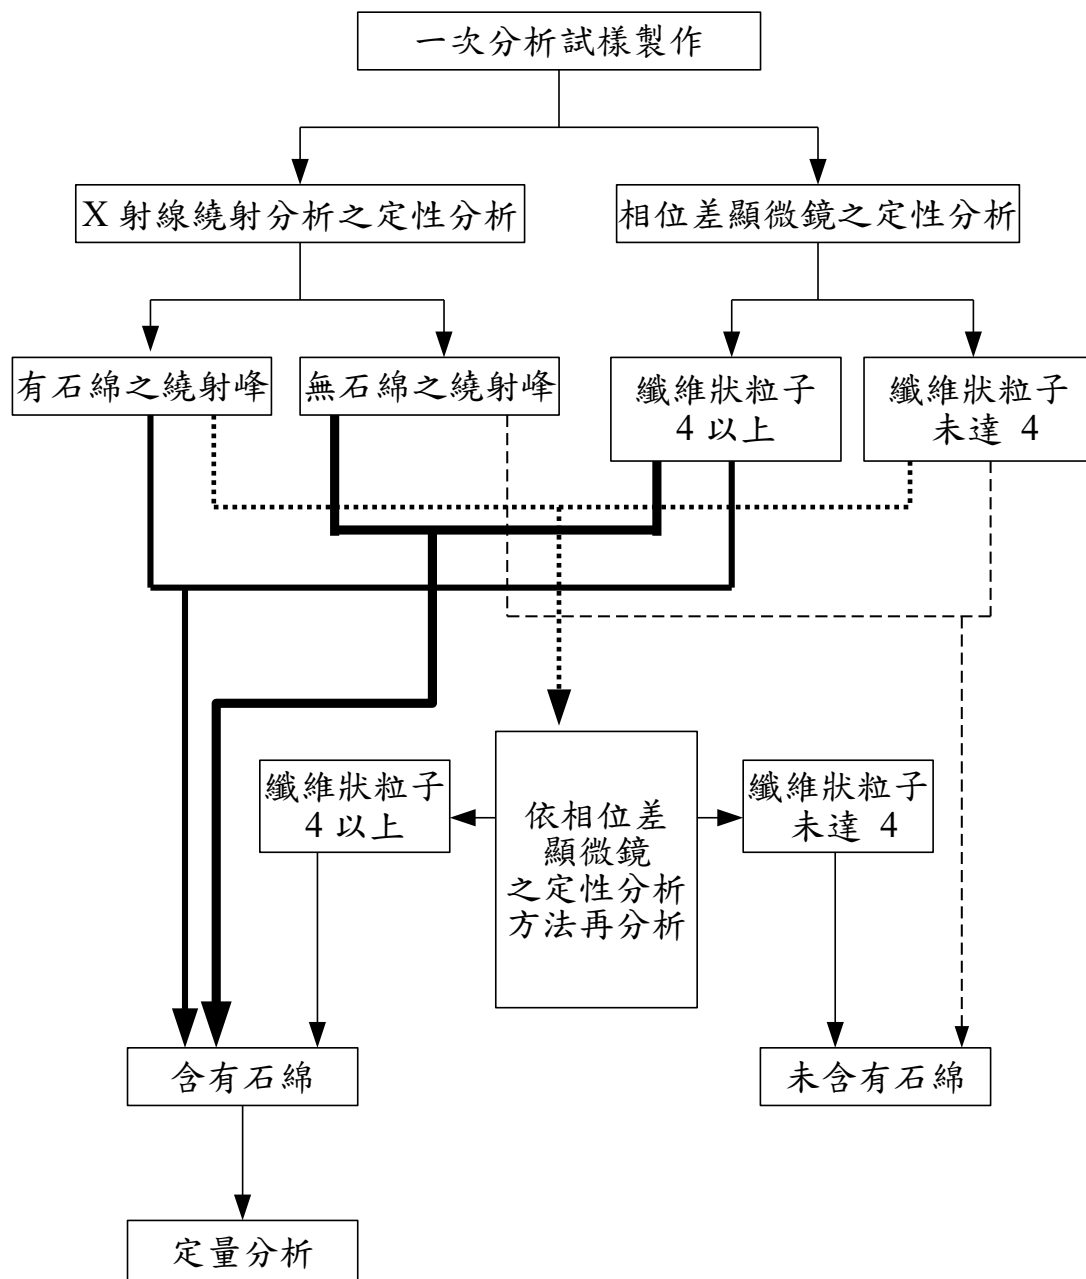 一次分析試樣製作
X 射線繞射分析之定性分析
相位差顯微鏡之定性分析
有石綿之繞射峰
無石綿之繞射峰
纖維狀粒子
4 以上
纖維狀粒子
未達 4
纖維狀粒子
4 以上
依相位差
顯微鏡
之定性分析
方法再分析
纖維狀粒子
未達 4
含有石綿
未含有石綿
定量分析